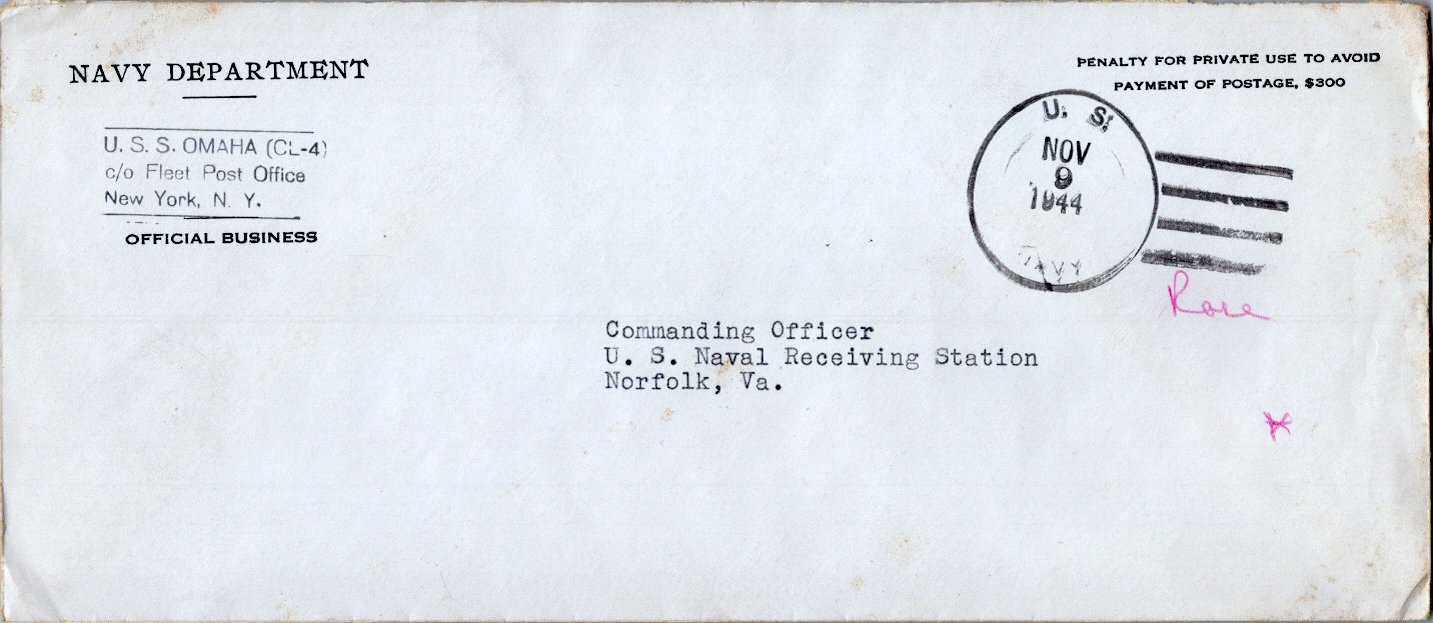 NAVY DEPARTMENT
U. S. S. OMAHA (CL-4)
c/o Fleet Post Office
New York, N. Y.
OFFICIAL BUSINESS
PENALTY FOR PRIVATE USE TO AVOID
PAYMENT OF POSTAGE, $300
U. S.
NOV
9
1944
NAVY
Commanding Officer
U. S. Naval Receiving Station
Norfolk, Va.